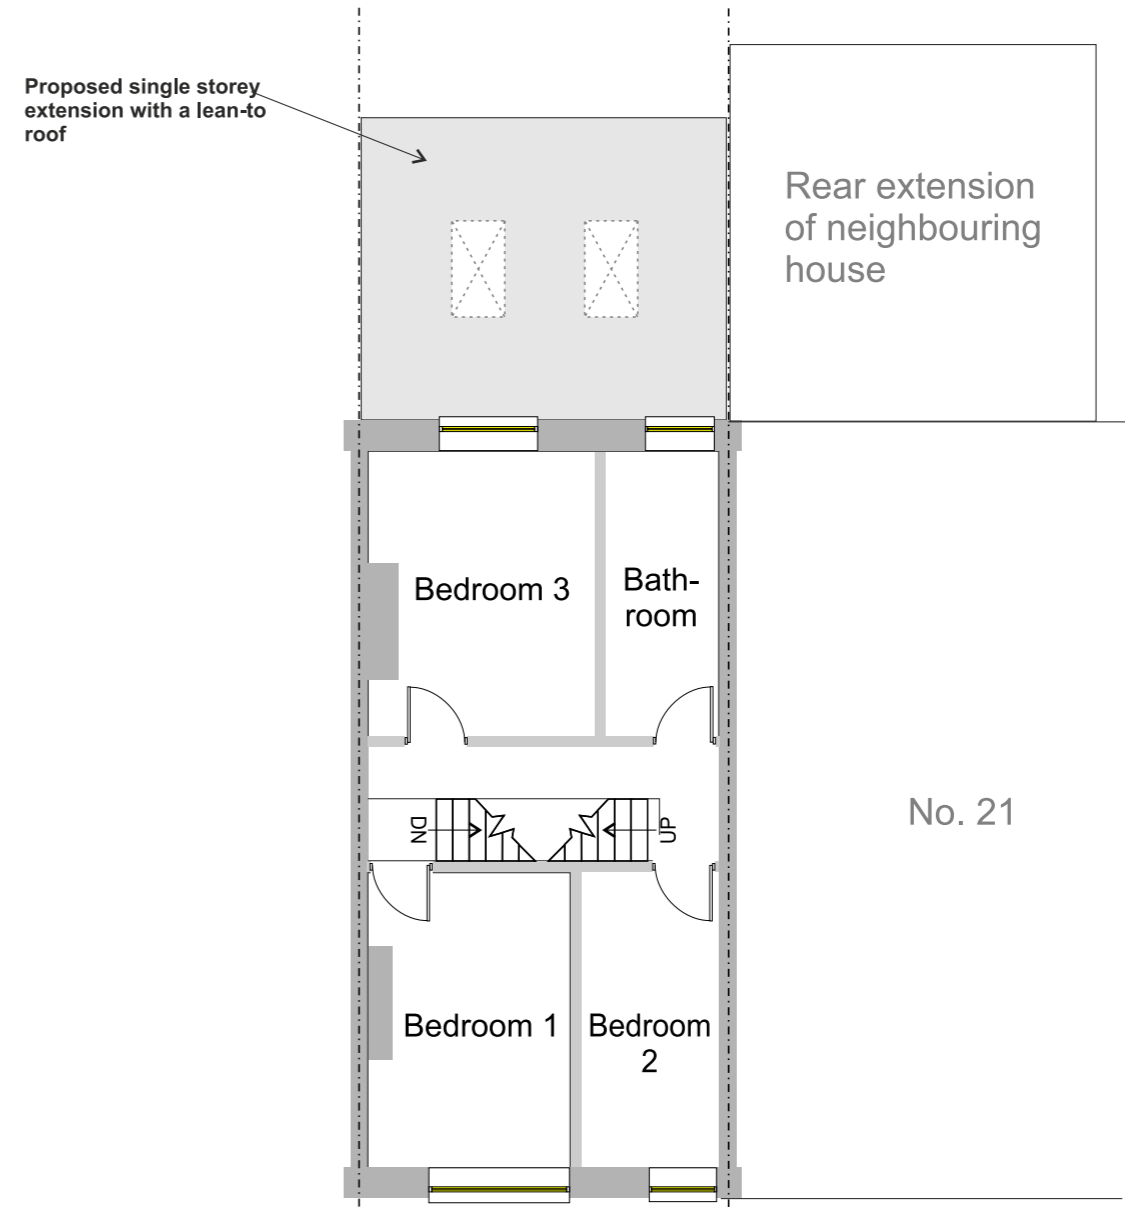 Proposed single storey
extension with a lean-to
roof
Rear extension
of neighbouring
house
Bedroom 3
Bath-
room
DN
UP
No. 21
Bedroom 1
Bedroom
2